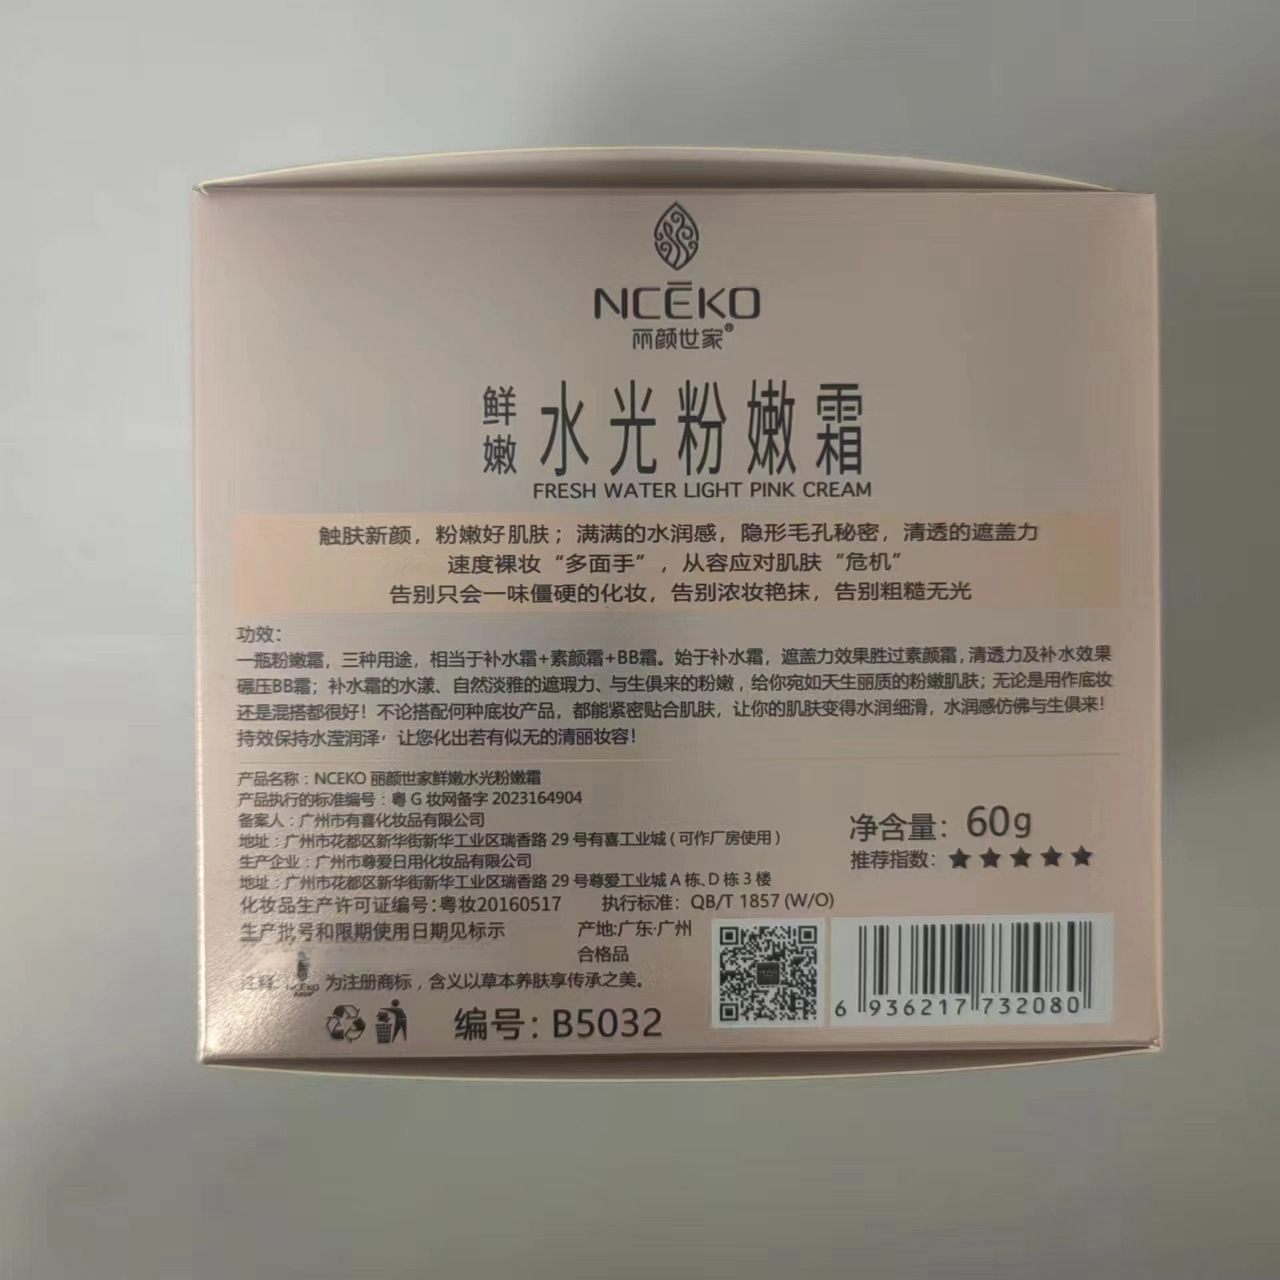 NCĒKO
丽颜世家®
鲜嫩 水光粉嫩霜
FRESH WATER LIGHT PINK CREAM
触肤新颜，粉嫩好肌肤；满满的水润感，隐形毛孔秘密，清透的遮盖力
速度裸妆“多面手”，从容应对肌肤“危机”
告别只会一味僵硬的化妆，告别浓妆艳抹，告别粗糙无光
功效：
一瓶粉嫩霜，三种用途，相当于补水霜+素颜霜+BB霜。始于补水霜，遮盖力效果胜过素颜霜，清透力及补水效果
碾压BB霜；补水霜的水漾、自然淡雅的遮瑕力、与生俱来的粉嫩，给你宛如天生丽质的粉嫩肌肤；无论是用作底妆
还是混搭都很好！不论搭配何种底妆产品，都能紧密贴合肌肤，让你的肌肤变得水润细滑，水润感仿佛与生俱来！
持效保持水滢润泽，让您化出若有似无的清丽妆容！
产品名称：NCEKO 丽颜世家鲜嫩水光粉嫩霜
产品执行的标准编号：粤 G 妆网备字 2023164904
备案人：广州市有喜化妆品有限公司
地址：广州市花都区新华街新华工业区瑞香路 29 号有喜工业城 ( 可作厂房使用 )
生产企业：广州市尊爱日用化妆品有限公司
地址：广州市花都区新华街新华工业区瑞香路 29 号尊爱工业城 A 栋、D 栋 3 楼
化妆品生产许可证编号：粤妆20160517 执行标准：QB/T 1857 (W/O)
生产批号和限期使用日期见标示 产地：广东·广州
合格品
注释： NCEKO 为注册商标，含义以草本养肤享传承之美。
编号：B5032
净含量：60g
推荐指数：★★★★★
6 936217 732080